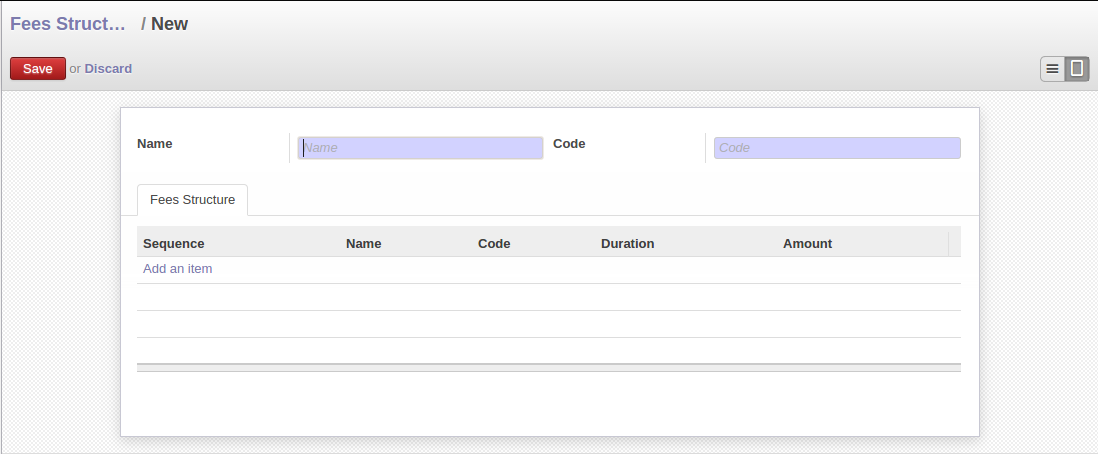 Fees Struct... / New
Save or Discard
Name Name Code Code
Fees Structure
Sequence Name Code Duration Amount
Add an item